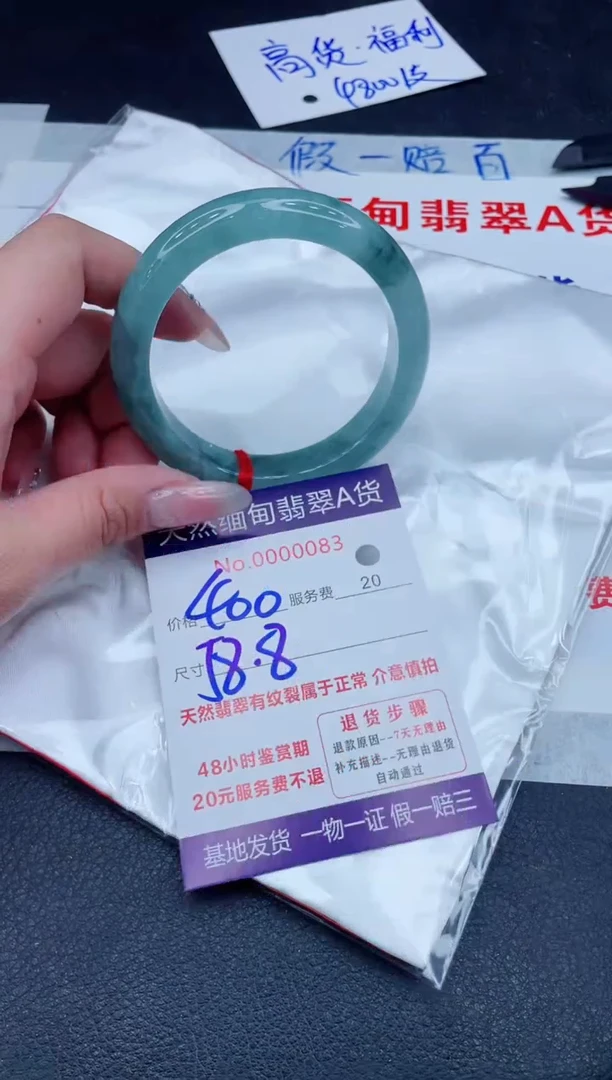 高货·福利
4800/支
假一赔百
甸翡翠A货
天然缅甸翡翠A货
No.0000083
价格 400 服务费 20
尺寸 58.8
天然翡翠有纹裂属于正常 介意慎拍
48小时鉴赏期
20元服务费不退
退货步骤
退款原因--7天无理由
补充描述--无理由退货
自动通过
基地发货 一物一证 假一赔三
费